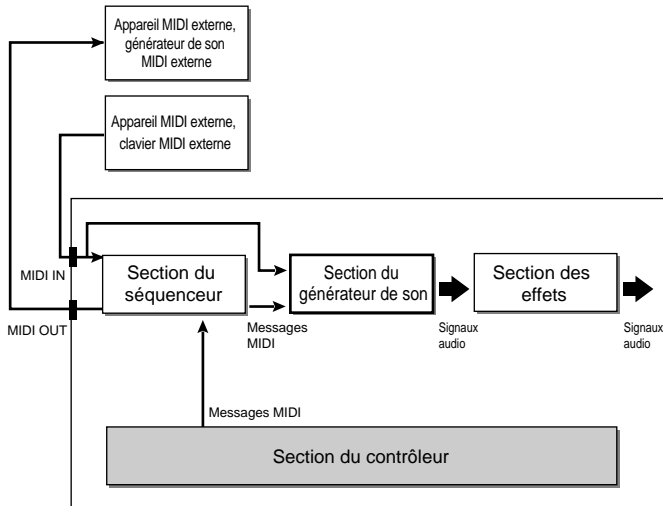 Appareil MIDI externe,
générateur de son
MIDI externe
Appareil MIDI externe,
clavier MIDI externe
MIDI IN
Section du
séquenceur
Section du
générateur de son
Section des
effets
MIDI OUT
Messages
MIDI
Signaux
audio
Signaux
audio
Messages MIDI
Section du contrôleur